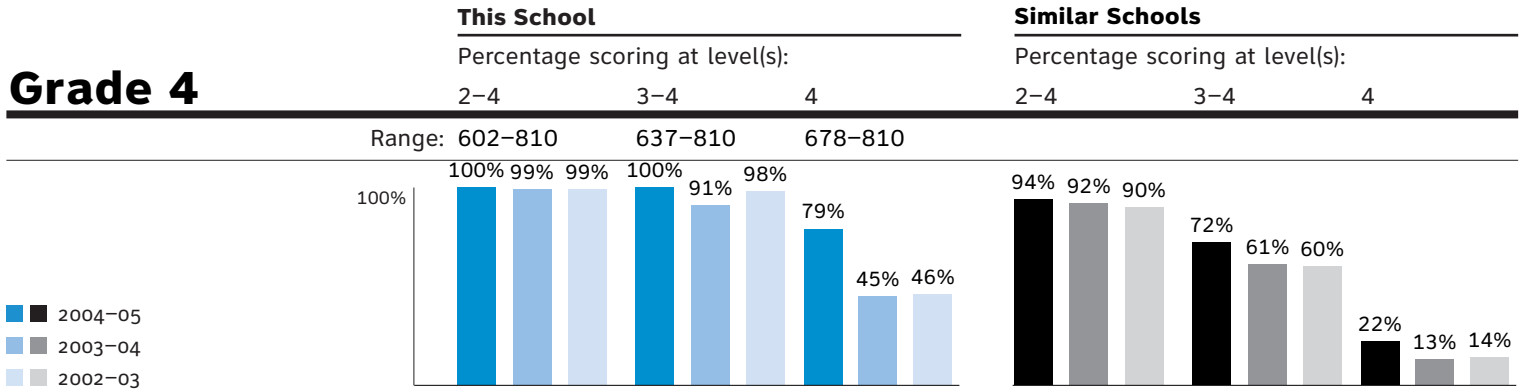 This School Similar Schools
Percentage scoring at level(s): Percentage scoring at level(s):
Grade 4 2–4 3–4 4 2–4 3–4 4
Range: 602–810 637–810 678–810
100% 99% 99% 100% 91% 98% 79% 45% 46% 94% 92% 90% 72% 61% 60% 22% 13% 14%
100%
2004–05
2003–04
2002–03